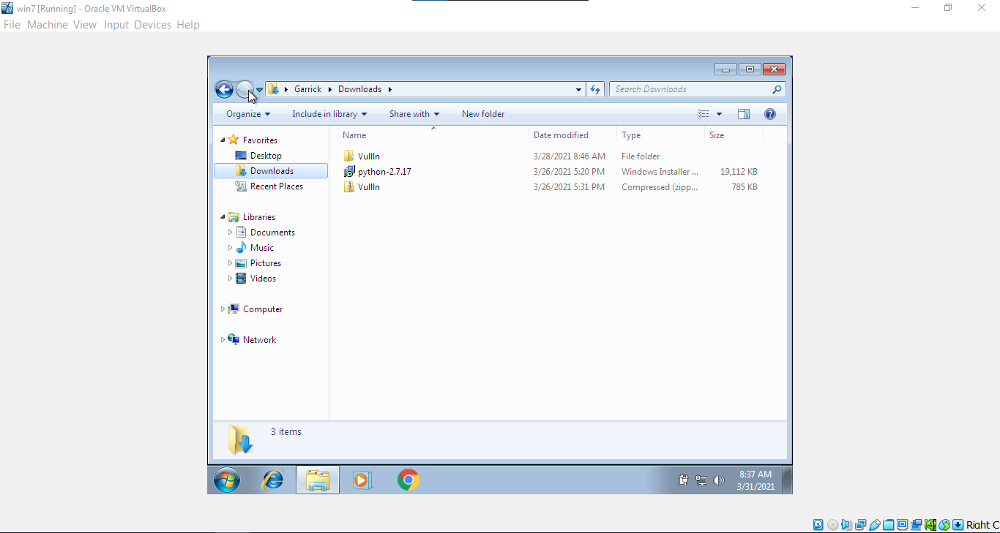 win7 [Running] - Oracle VM VirtualBox
File Machine View Input Devices Help
Garrick Downloads
Search Downloads
Organize Include in library Share with New folder
Name Date modified Type Size
Favorites
Desktop
Downloads
Recent Places
Libraries
Documents
Music
Pictures
Videos
Computer
Network
VulIn 3/28/2021 8:46 AM File folder
python-2.7.17 3/26/2021 5:20 PM Windows Installer ... 19,112 KB
VulIn 3/26/2021 5:31 PM Compressed (zipp... 785 KB
3 items
8:37 AM
3/31/2021
Right C